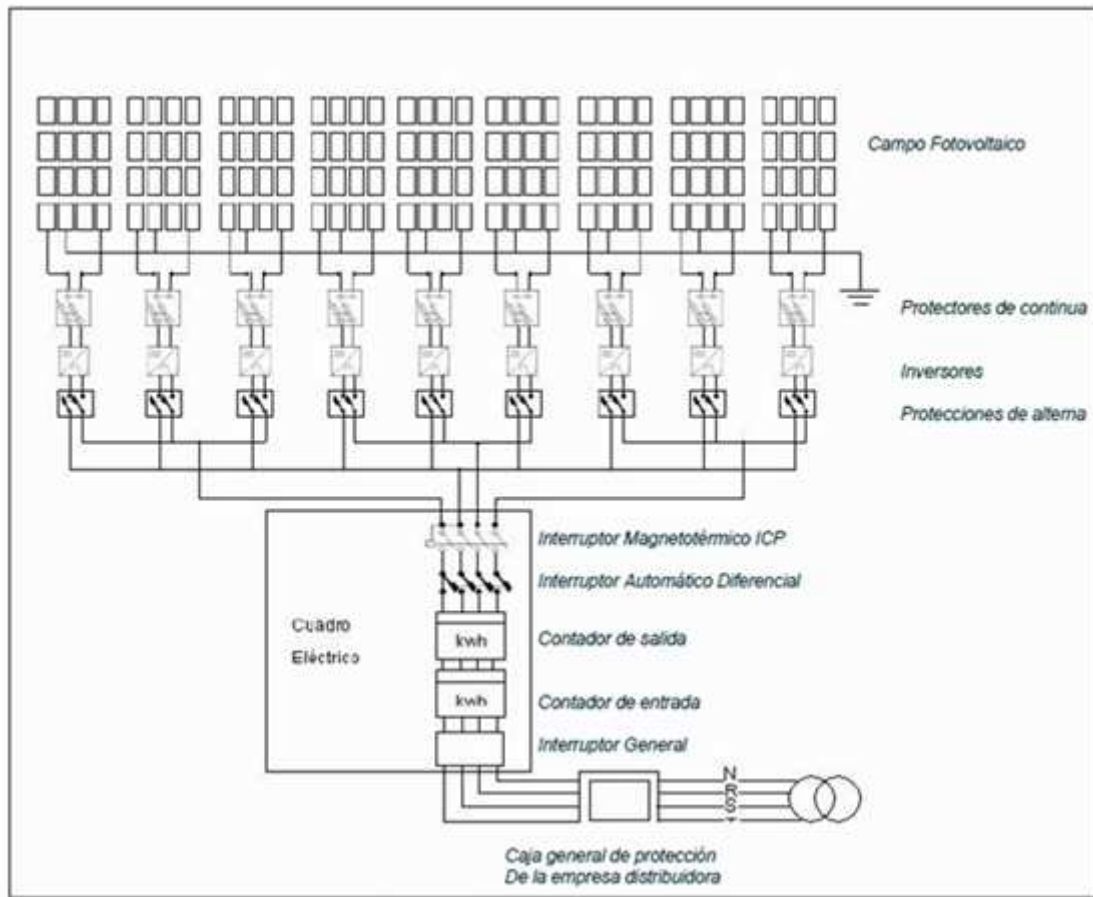 Campo Fotovoltaico
Protectores de continua
Inversores
Protecciones de alterna
Interruptor Magnetotérmico ICP
Interruptor Automático Diferencial
Cuadro
Eléctrico
kwh
Contador de salida
kwh
Contador de entrada
Interruptor General
N
R
S
Caja general de protección
De la empresa distribuidora